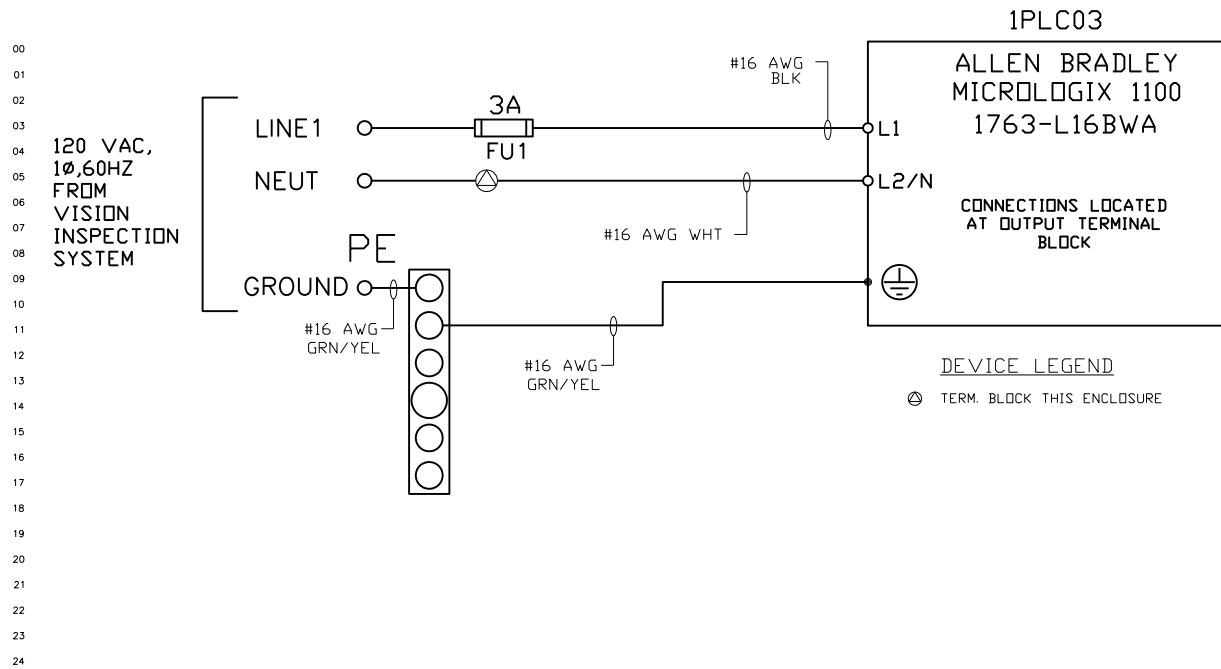 1PLC03
00
01
02
03
04
05
06
07
08
09
10
11
12
13
14
15
16
17
18
19
20
21
22
23
24
120 VAC,
1ø,60HZ
FROM
VISION
INSPECTION
SYSTEM
LINE1
3A
FU1
#16 AWG
BLK
L1
NEUT
#16 AWG WHT
L2/N
PE
GROUND
#16 AWG
GRN/YEL
#16 AWG
GRN/YEL
ALLEN BRADLEY
MICROLOGIX 1100
1763-L16BWA
CONNECTIONS LOCATED
AT OUTPUT TERMINAL
BLOCK
DEVICE LEGEND
TERM. BLOCK THIS ENCLOSURE